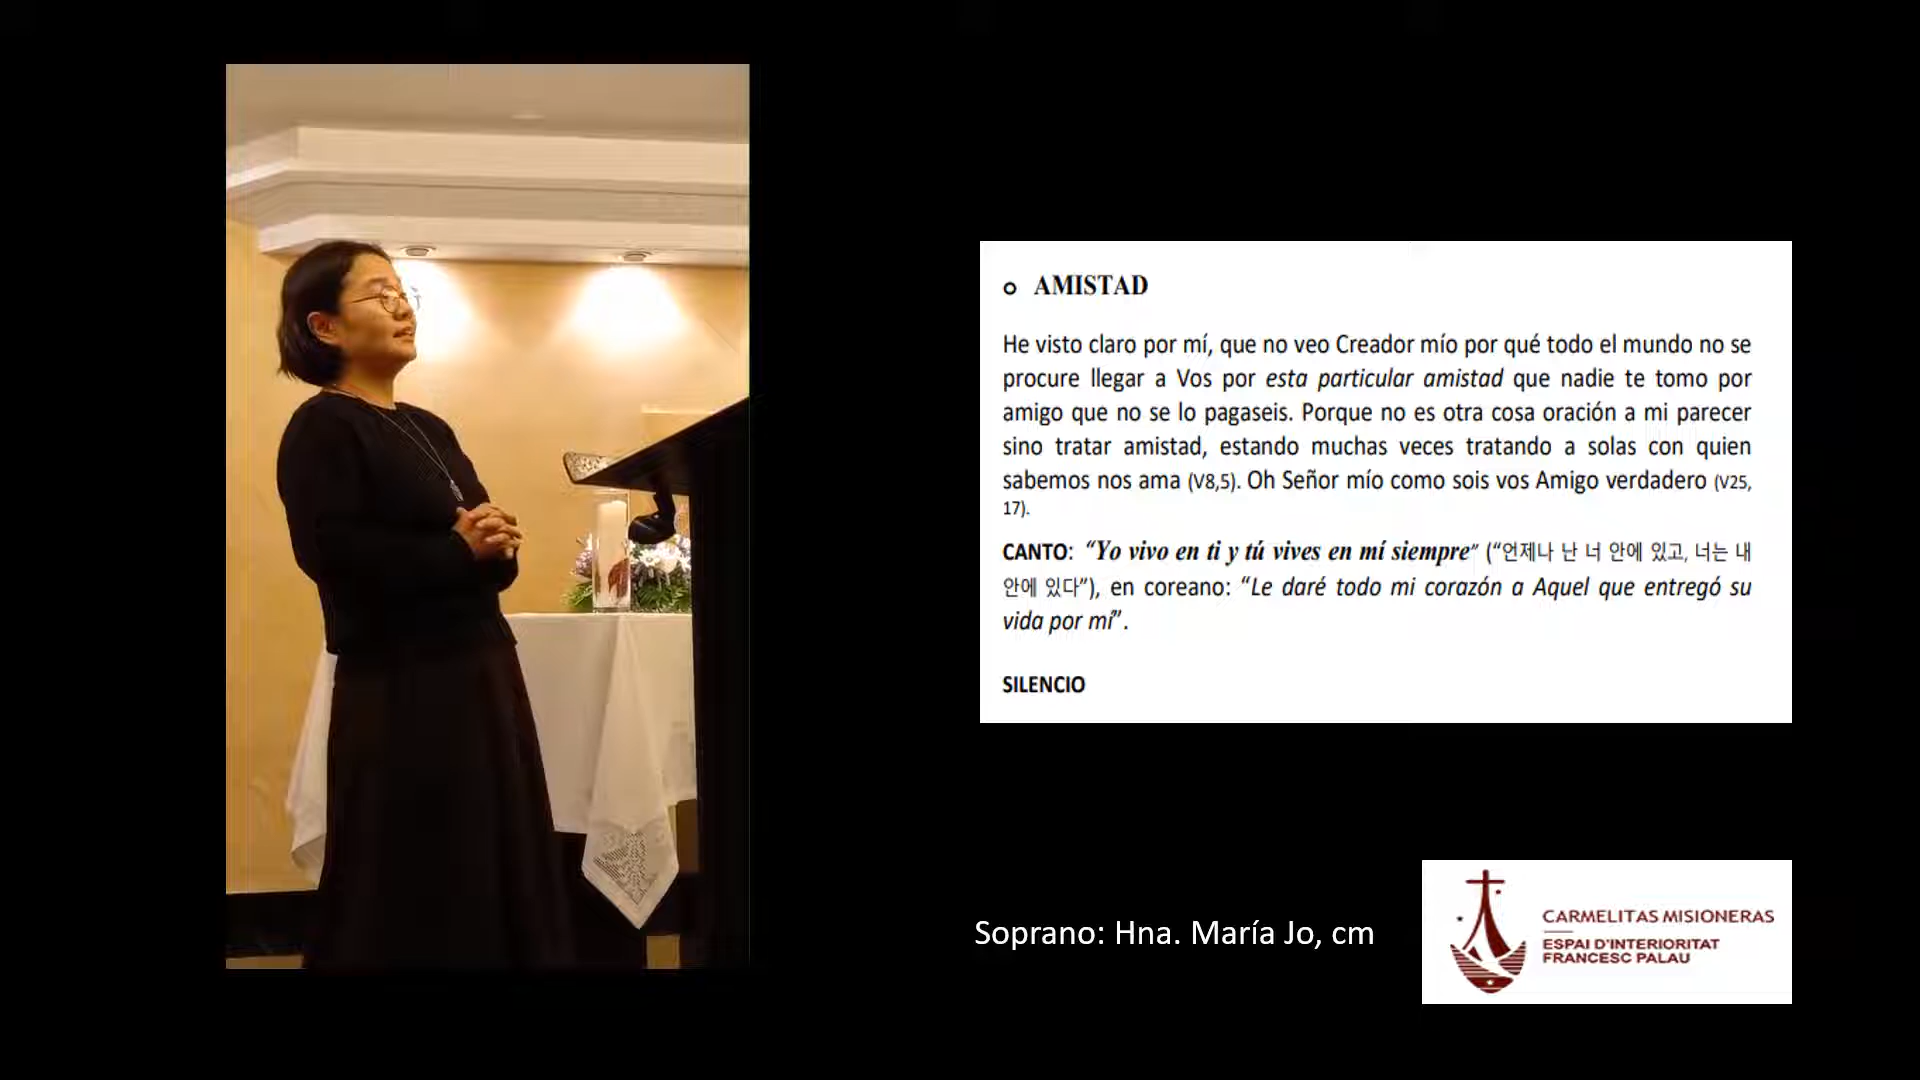 AMISTAD
He visto claro por mí, que no veo Creador mío por qué todo el mundo no se
procure llegar a Vos por esta particular amistad que nadie te tomo por
amigo que no se lo pagaseis. Porque no es otra cosa oración a mi parecer
sino tratar amistad, estando muchas veces tratando a solas con quien
sabemos nos ama (V8,5). Oh Señor mío como sois vos Amigo verdadero (V25,
17).
CANTO: “Yo vivo en ti y tú vives en mí siempre” (“언제나 난 너 안에 있고, 너는 내
안에 있다”), en coreano: “Le daré todo mi corazón a Aquel que entregó su
vida por mí”.
SILENCIO
Soprano: Hna. María Jo, cm
CARMELITAS MISIONERAS
ESPAI D'INTERIORITAT
FRANCESC PALAU